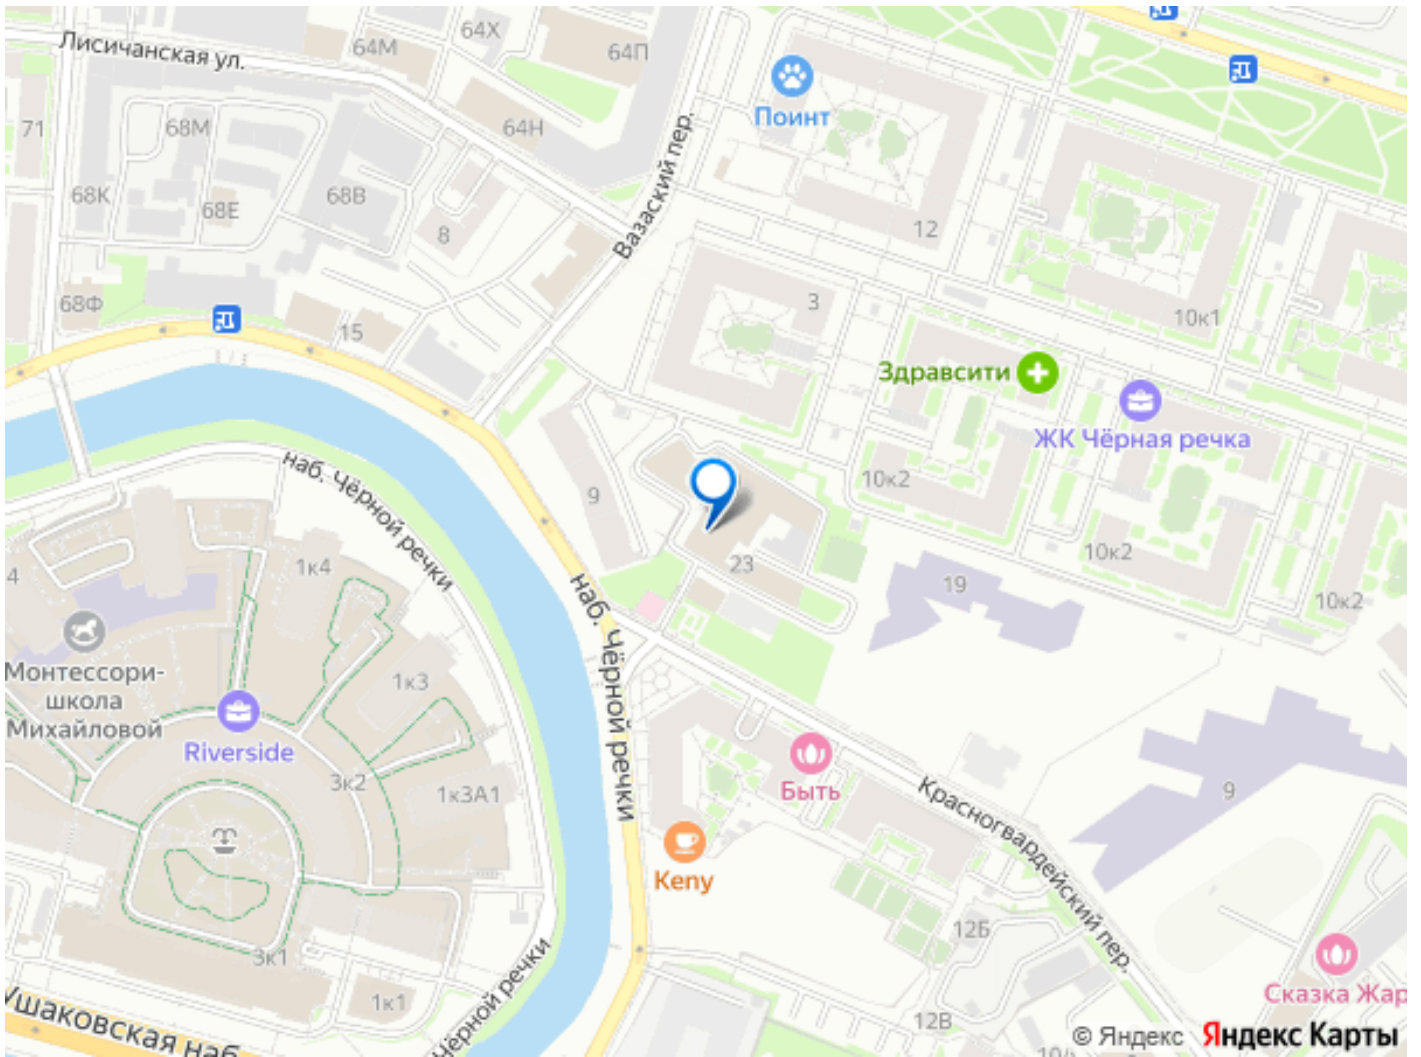 64Х
64М
64П
Лисичанская ул.
Поинт
71
68М
64Н
Вазаский пер.
68К
68Е
68В
8
12
68Ф
15
3
10к1
Здравсити
ЖК Чёрная речка
наб. Чёрной речки
9
10к2
23
10к2
19
10к2
4
1к4
наб. Чёрной речки
Монтессори-
школа
Михайловой
1к3
Riverside
3к2
1к3А1
Быть
9
Красногвардейский пер.
Keny
12Б
3к1
1к1
Чёрной речки
Сказка Жар
12В
Ушаковская наб.
© Яндекс Яндекс Карты